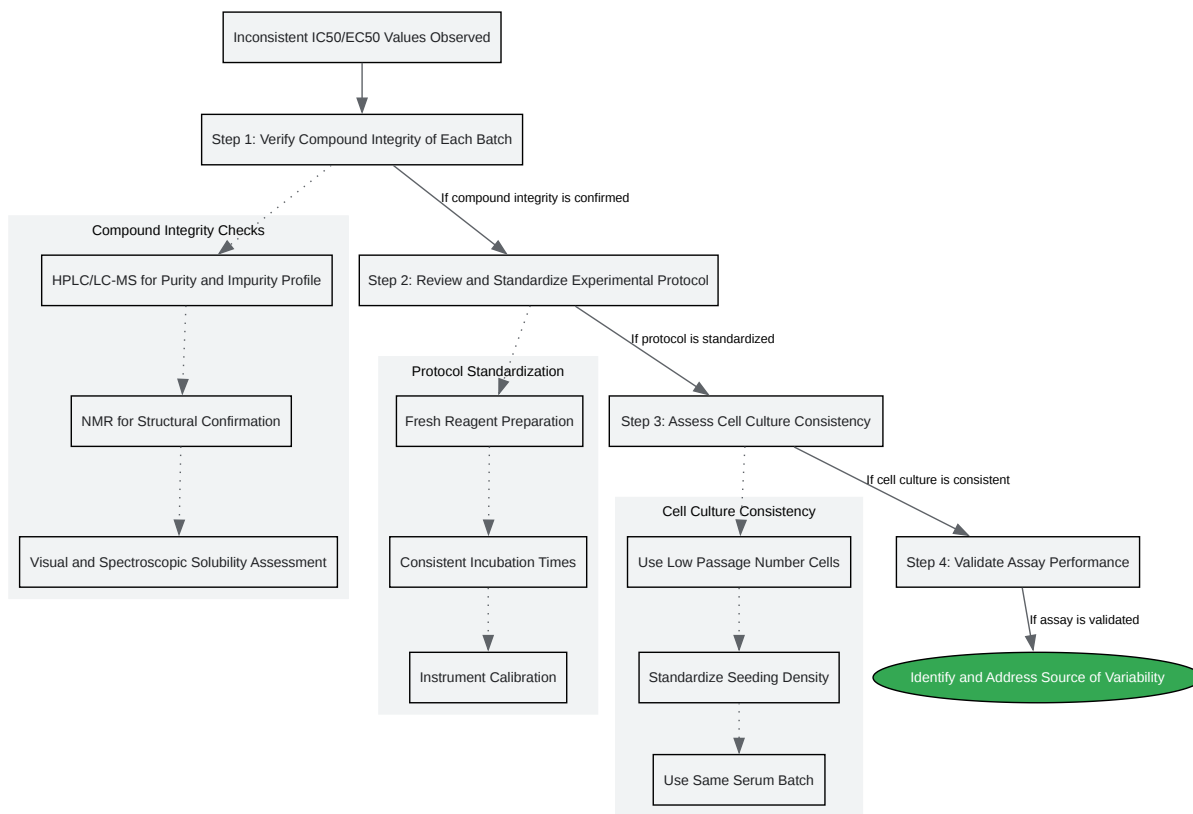 Inconsistent IC50/EC50 Values Observed
Step 1: Verify Compound Integrity of Each Batch
If compound integrity is confirmed
Compound Integrity Checks
HPLC/LC-MS for Purity and Impurity Profile
Step 2: Review and Standardize Experimental Protocol
If protocol is standardized
Protocol Standardization
NMR for Structural Confirmation
Fresh Reagent Preparation
Step 3: Assess Cell Culture Consistency
If cell culture is consistent
Cell Culture Consistency
Visual and Spectroscopic Solubility Assessment
Consistent Incubation Times
Use Low Passage Number Cells
Step 4: Validate Assay Performance
If assay is validated
Instrument Calibration
Standardize Seeding Density
Identify and Address Source of Variability
Use Same Serum Batch